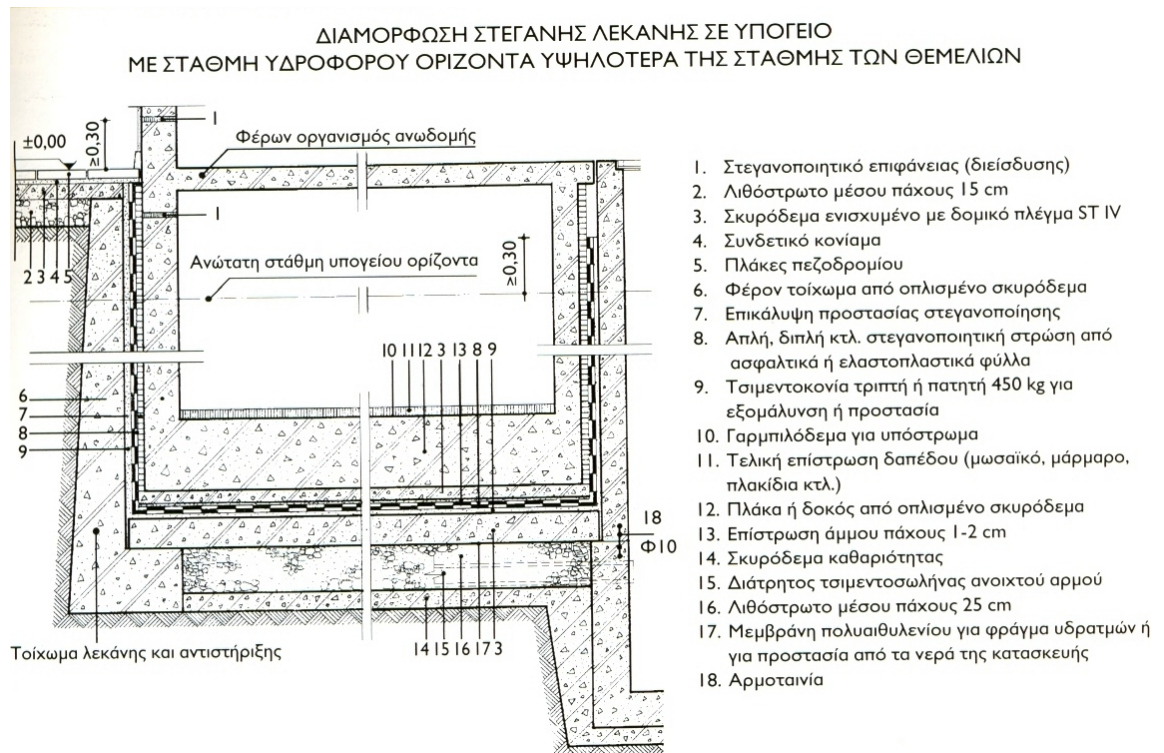 ΔΙΑΜΟΡΦΩΣΗ ΣΤΕΓΑΝΗΣ ΛΕΚΑΝΗΣ ΣΕ ΥΠΟΓΕΙΟ
ΜΕ ΣΤΑΘΜΗ ΥΔΡΟΦΟΡΟΥ ΟΡΙΖΟΝΤΑ ΥΨΗΛΟΤΕΡΑ ΤΗΣ ΣΤΑΘΜΗΣ ΤΩΝ ΘΕΜΕΛΙΩΝ
±0,00
≥0,30
1
Φέρων οργανισμός ανωδομής
1
2 3 4 5
Ανώτατη στάθμη υπογείου ορίζοντα
≥0,30
10 11 12 3 13 8 9
6
7
8
9
18
Φ10
Τοίχωμα λεκάνης και αντιστήριξης
14 15 16 17 3
1. Στεγανοποιητικό επιφάνειας (διείσδυσης)
2. Λιθόστρωτο μέσου πάχους 15 cm
3. Σκυρόδεμα ενισχυμένο με δομικό πλέγμα ST IV
4. Συνδετικό κονίαμα
5. Πλάκες πεζοδρομίου
6. Φέρον τοίχωμα από οπλισμένο σκυρόδεμα
7. Επικάλυψη προστασίας στεγανοποίησης
8. Απλή, διπλή κτλ. στεγανοποιητική στρώση από
ασφαλτικά ή ελαστοπλαστικά φύλλα
9. Τσιμεντοκονία τριπτή ή πατητή 450 kg για
εξομάλυνση ή προστασία
10. Γαρμπιλόδεμα για υπόστρωμα
11. Τελική επίστρωση δαπέδου (μωσαϊκό, μάρμαρο,
πλακίδια κτλ.)
12. Πλάκα ή δοκός από οπλισμένο σκυρόδεμα
13. Επίστρωση άμμου πάχους 1-2 cm
14. Σκυρόδεμα καθαριότητας
15. Διάτρητος τσιμεντοσωλήνας ανοιχτού αρμού
16. Λιθόστρωτο μέσου πάχους 25 cm
17. Μεμβράνη πολυαιθυλενίου για φράγμα υδρατμών ή
για προστασία από τα νερά της κατασκευής
18. Αρμοταινία